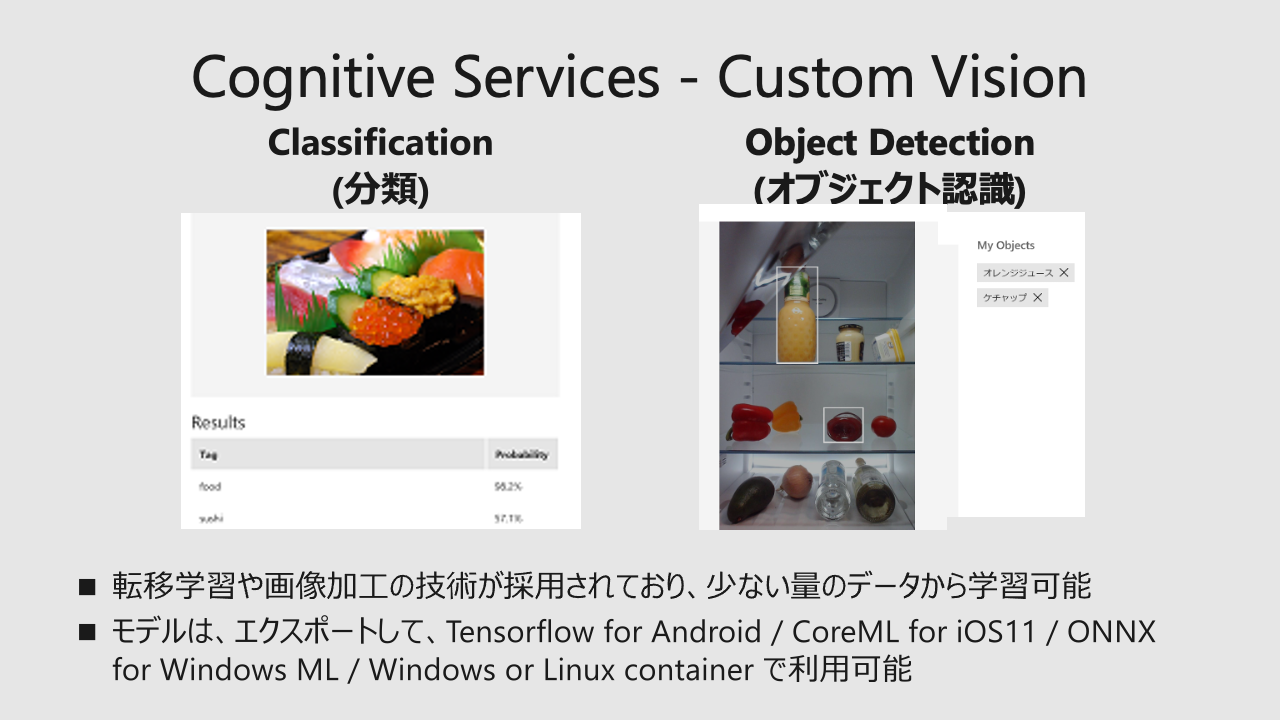 Cognitive Services - Custom Vision
Classification
(分類)
Results
Tag Probability
food 98.2%
sushi 97.1%
Object Detection
(オブジェクト認識)
My Objects
オレンジジュース ×
ケチャップ ×
■ 転移学習や画像加工の技術が採用されており、少ない量のデータから学習可能
■ モデルは、エクスポートして、Tensorflow for Android / CoreML for iOS11 / ONNX
for Windows ML / Windows or Linux container で利用可能